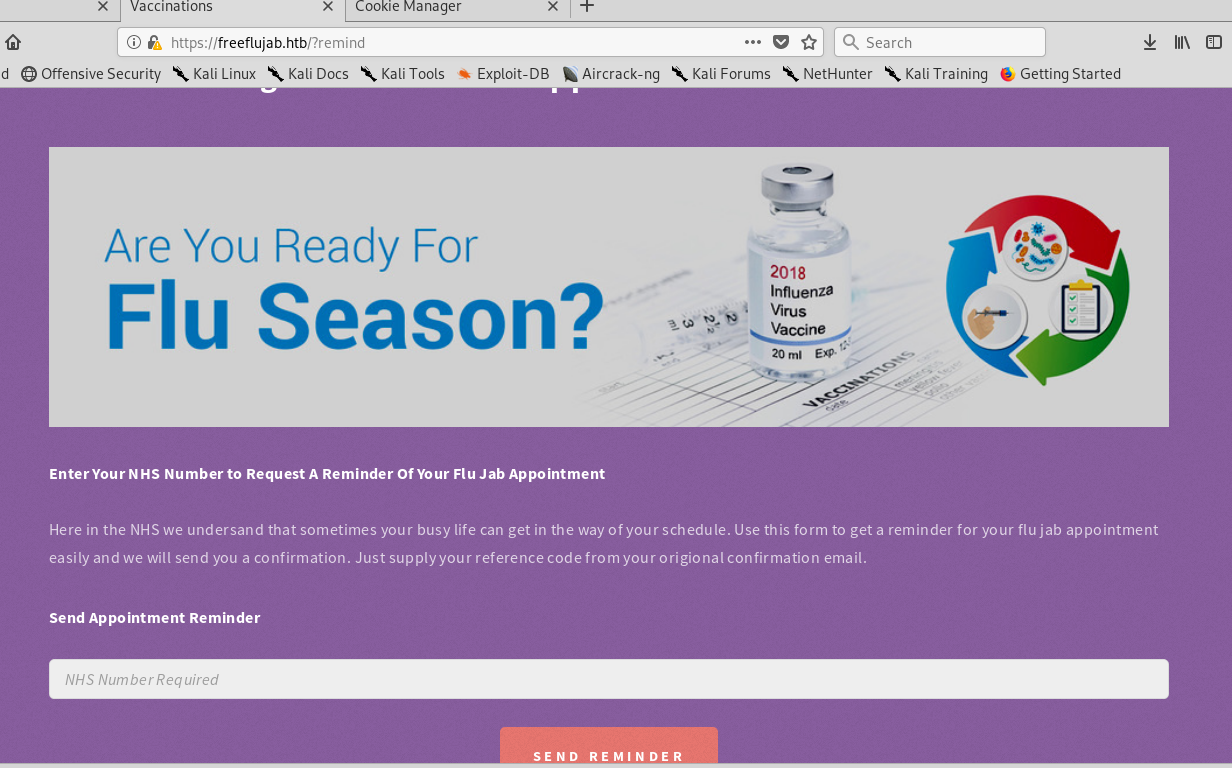 Vaccinations
Cookie Manager
https://freeflujab.htb/?remind
Search
d Offensive Security Kali Linux Kali Docs Kali Tools Exploit-DB Aircrack-ng Kali Forums NetHunter Kali Training Getting Started
Are You Ready For
Flu Season?
2018
Influenza
Virus
Vaccine
20 ml Exp.
VACCINATIONS
date
Enter Your NHS Number to Request A Reminder Of Your Flu Jab Appointment
Here in the NHS we undersand that sometimes your busy life can get in the way of your schedule. Use this form to get a reminder for your flu jab appointment
easily and we will send you a confirmation. Just supply your reference code from your origional confirmation email.
Send Appointment Reminder
NHS Number Required
SEND REMINDER